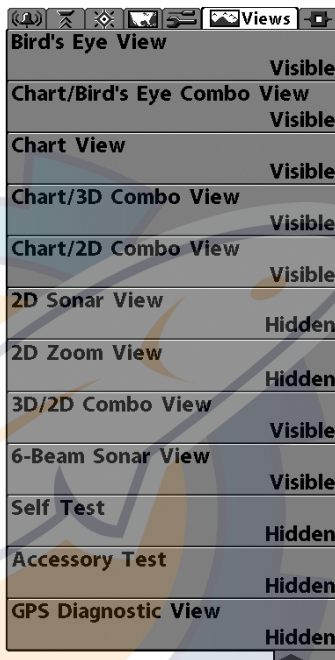 Views
Bird's Eye View
Visible
Chart/Bird's Eye Combo View
Visible
Chart View
Visible
Chart/3D Combo View
Visible
Chart/2D Combo View
Visible
2D Sonar View
Hidden
2D Zoom View
Hidden
3D/2D Combo View
Visible
6-Beam Sonar View
Visible
Self Test
Hidden
Accessory Test
Hidden
GPS Diagnostic View
Hidden